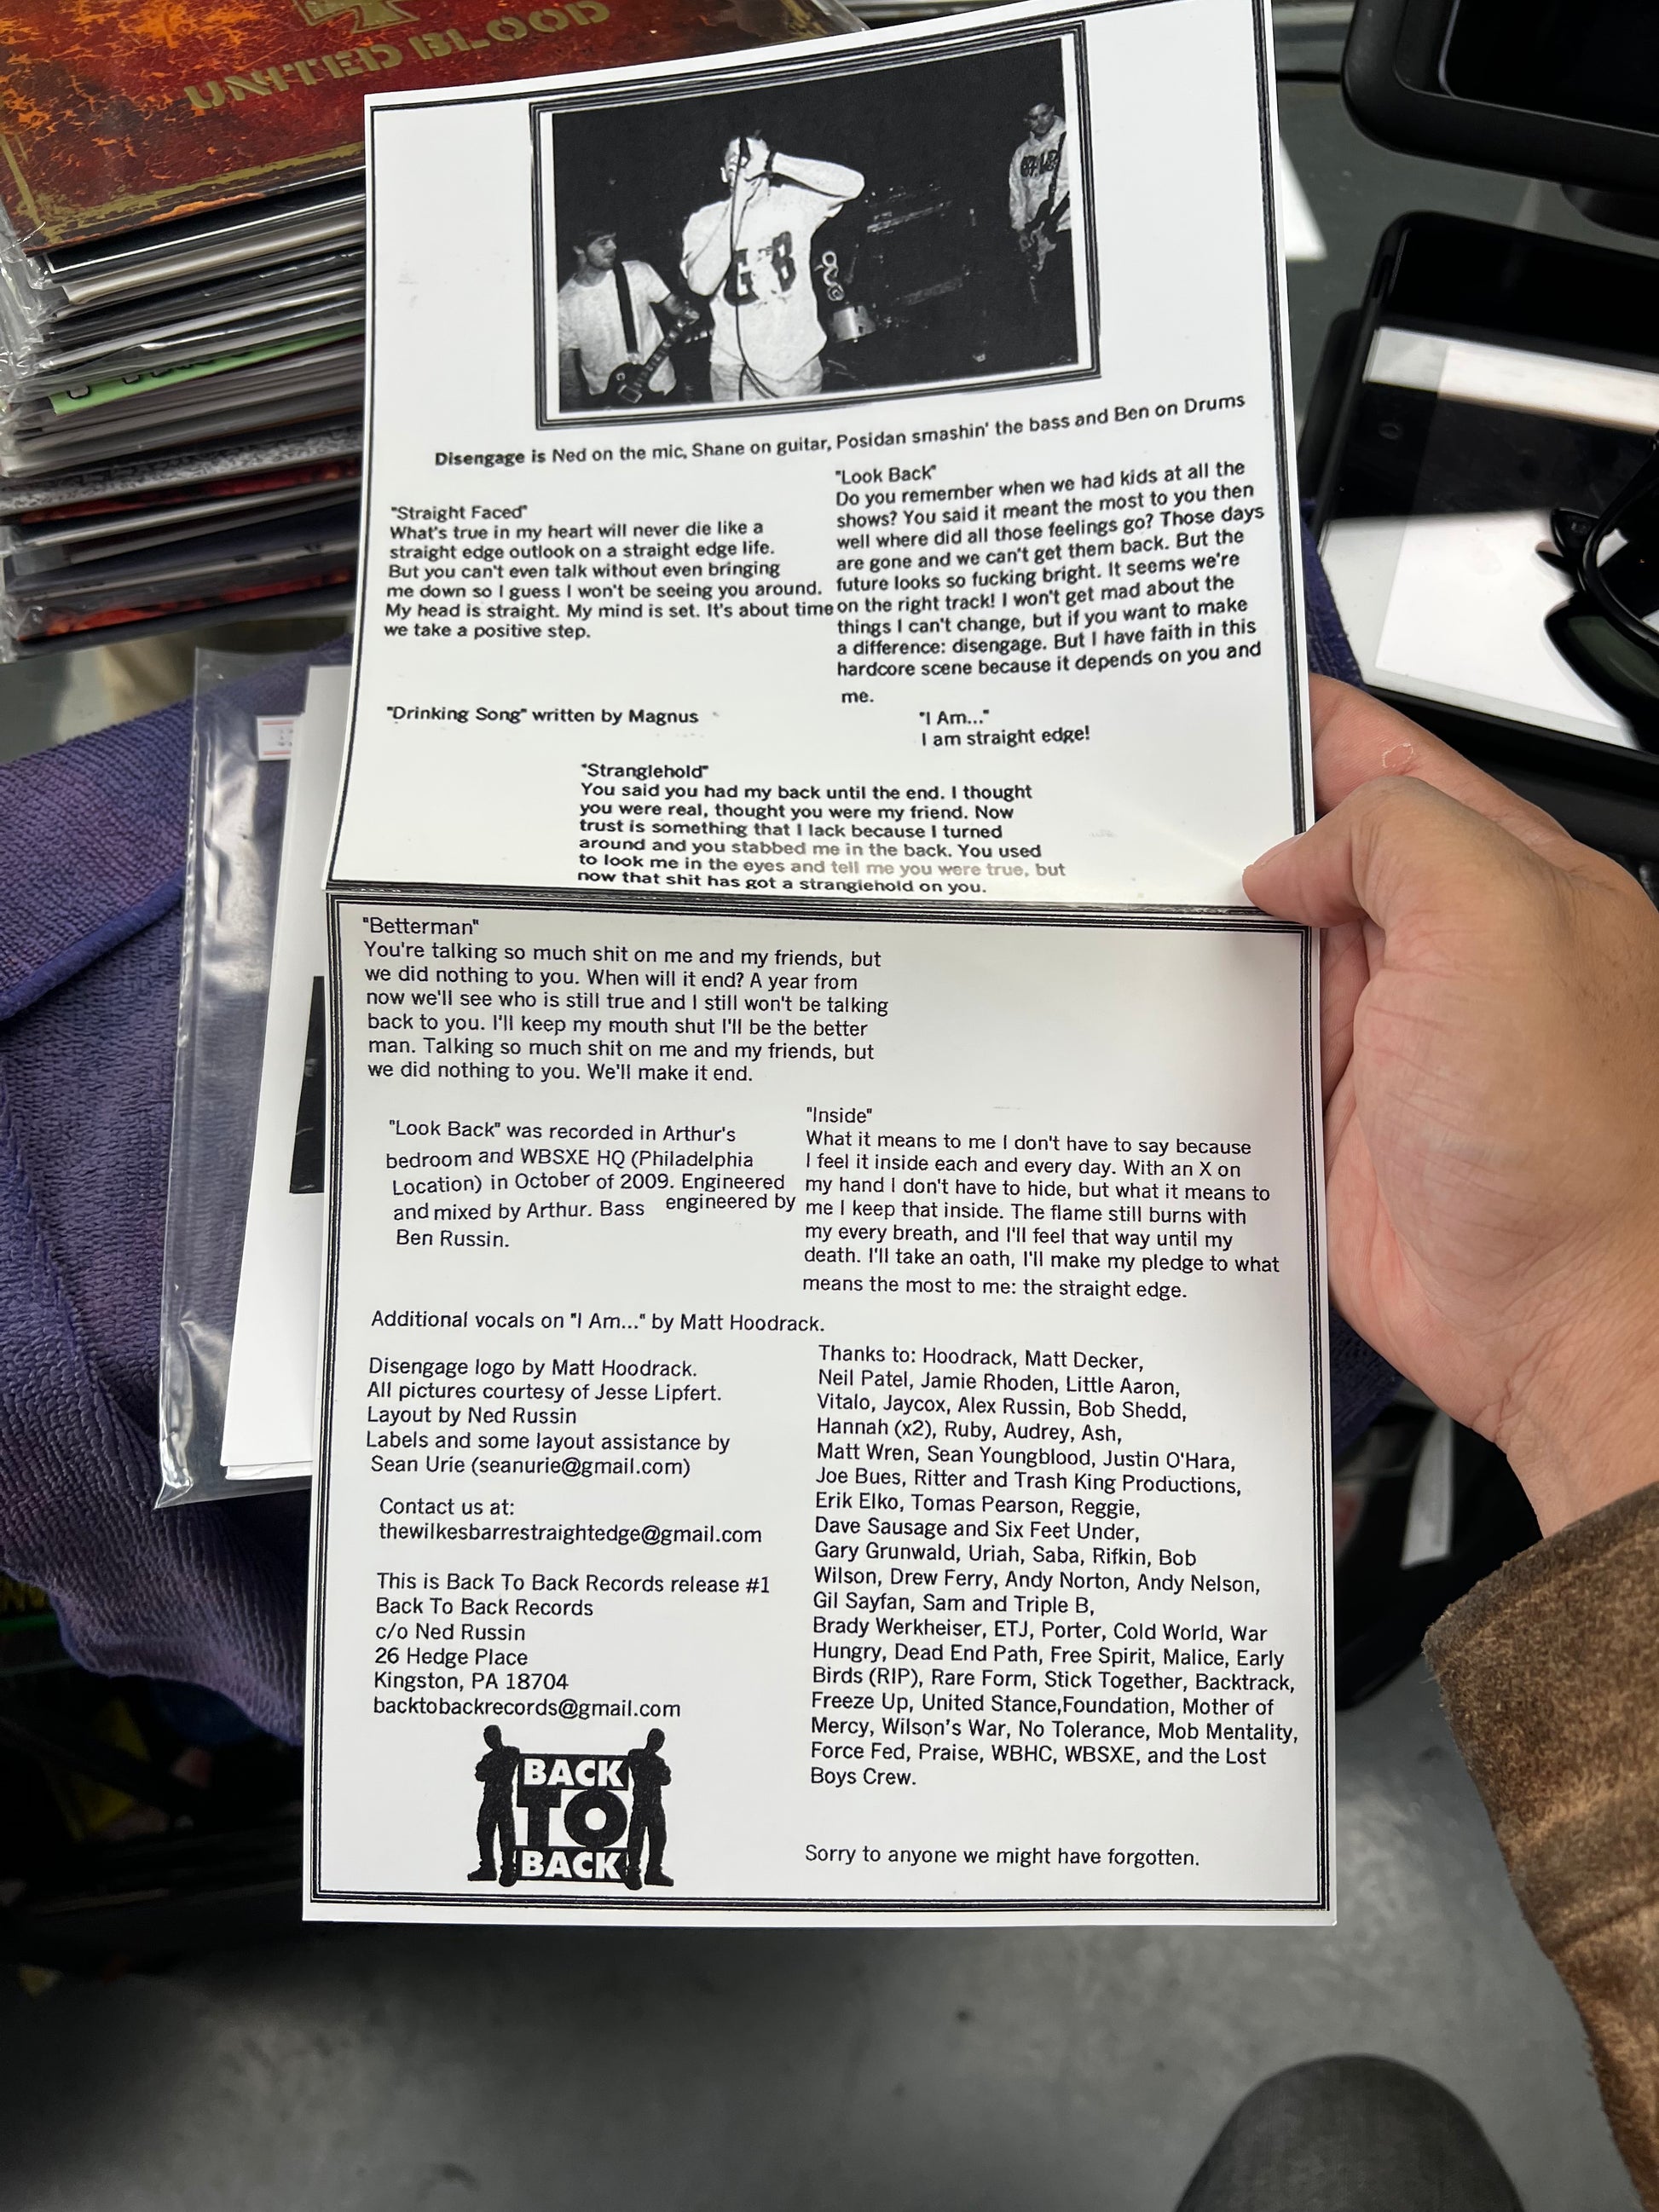 UNITED BLOOD
GB
Disengage is Ned on the mic, Shane on guitar, Posidan smashin' the bass and Ben on Drums
"Straight Faced"
What's true in my heart will never die like a
straight edge outlook on a straight edge life.
But you can't even talk without even bringing
me down so I guess I won't be seeing you around.
My head is straight. My mind is set. It's about time
we take a positive step.
"Look Back"
Do you remember when we had kids at all the
shows? You said it meant the most to you then
well where did all those feelings go? Those days
are gone and we can't get them back. But the
future looks so fucking bright. It seems we're
on the right track! I won't get mad about the
things I can't change, but if you want to make
a difference: disengage. But I have faith in this
hardcore scene because it depends on you and
me.
"Drinking Song" written by Magnus
"I Am..."
I am straight edge!
"Stranglehold"
You said you had my back until the end. I thought
you were real, thought you were my friend. Now
trust is something that I lack because I turned
around and you stabbed me in the back. You used
to look me in the eyes and tell me you were true, but
now that shit has got a stranglehold on you.
"Betterman"
You're talking so much shit on me and my friends, but
we did nothing to you. When will it end? A year from
now we'll see who is still true and I still won't be talking
back to you. I'll keep my mouth shut I'll be the better
man. Talking so much shit on me and my friends, but
we did nothing to you. We'll make it end.
"Look Back" was recorded in Arthur's
bedroom and WBSXE HQ (Philadelphia
Location) in October of 2009. Engineered
and mixed by Arthur. Bass engineered by
Ben Russin.
"Inside"
What it means to me I don't have to say because
I feel it inside each and every day. With an X on
my hand I don't have to hide, but what it means to
me I keep that inside. The flame still burns with
my every breath, and I'll feel that way until my
death. I'll take an oath, I'll make my pledge to what
means the most to me: the straight edge.
Additional vocals on "I Am..." by Matt Hoodrack.
Disengage logo by Matt Hoodrack.
All pictures courtesy of Jesse Lipfert.
Layout by Ned Russin
Labels and some layout assistance by
Sean Urie (seanurie@gmail.com)
Contact us at:
thewilkesbarrestraightedge@gmail.com
This is Back To Back Records release #1
Back To Back Records
c/o Ned Russin
26 Hedge Place
Kingston, PA 18704
backtobackrecords@gmail.com
BACK
TO
BACK
Thanks to: Hoodrack, Matt Decker,
Neil Patel, Jamie Rhoden, Little Aaron,
Vitalo, Jaycox, Alex Russin, Bob Shedd,
Hannah (x2), Ruby, Audrey, Ash,
Matt Wren, Sean Youngblood, Justin O'Hara,
Joe Bues, Ritter and Trash King Productions,
Erik Elko, Tomas Pearson, Reggie,
Dave Sausage and Six Feet Under,
Gary Grunwald, Uriah, Saba, Rifkin, Bob
Wilson, Drew Ferry, Andy Norton, Andy Nelson,
Gil Sayfan, Sam and Triple B,
Brady Werkheiser, ETJ, Porter, Cold World, War
Hungry, Dead End Path, Free Spirit, Malice, Early
Birds (RIP), Rare Form, Stick Together, Backtrack,
Freeze Up, United Stance,Foundation, Mother of
Mercy, Wilson's War, No Tolerance, Mob Mentality,
Force Fed, Praise, WBHC, WBSXE, and the Lost
Boys Crew.
Sorry to anyone we might have forgotten.